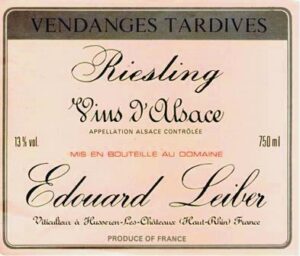 VENDANGES TARDIVES
Riesling
Vins d'Alsace
APPELLATION ALSACE CONTRÔLÉE
13% vol.
750 ml
MIS EN BOUTEILLE AU DOMAINE
Edouard Leiber
Viticulteur à Husseren-Les-Châteaux (Haut-Rhin) France
PRODUCE OF FRANCE